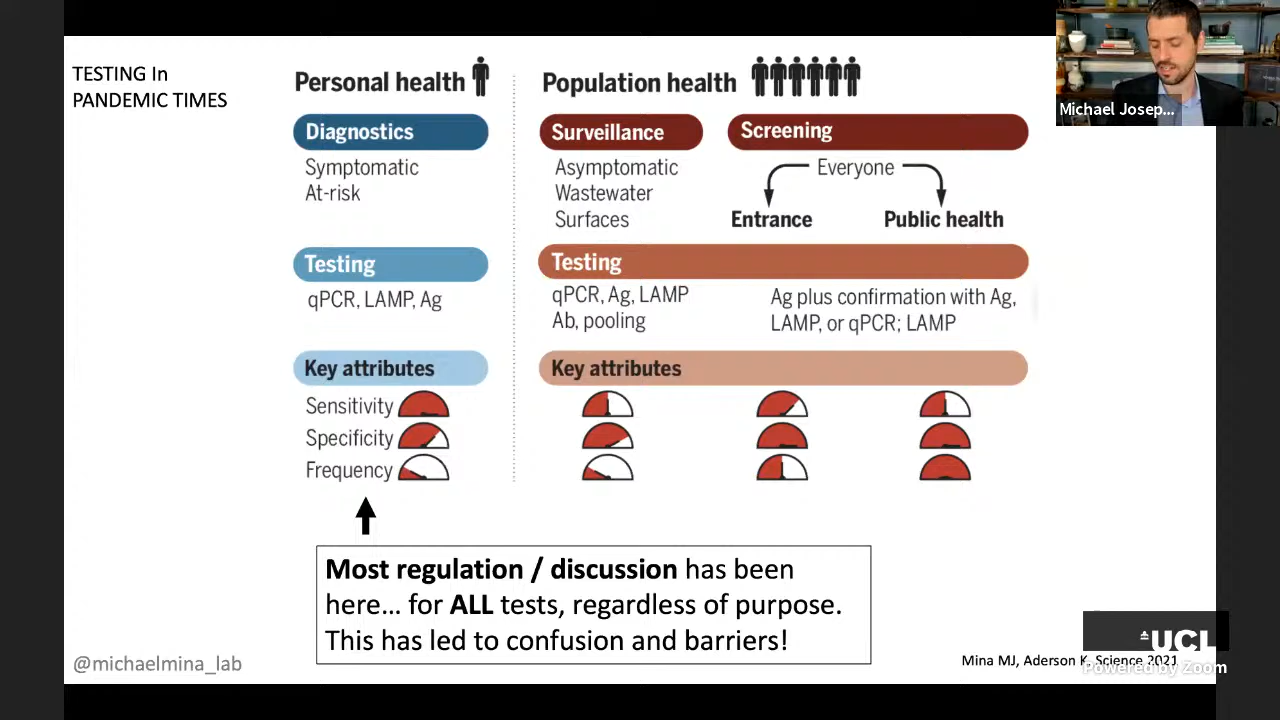 TESTING In
PANDEMIC TIMES
Personal health
Population health
Diagnostics
Symptomatic
At-risk
Surveillance
Asymptomatic
Wastewater
Surfaces
Screening
Everyone
Entrance
Public health
Testing
qPCR, LAMP, Ag
Testing
qPCR, Ag, LAMP
Ab, pooling
Ag plus confirmation with Ag,
LAMP, or qPCR; LAMP
Key attributes
Key attributes
Sensitivity
Specificity
Frequency
Most regulation / discussion has been
here... for ALL tests, regardless of purpose.
This has led to confusion and barriers!
@michaelmina_lab
Mina MJ, Aderson K, Science 2021
Michael Josep...
UCL
Powered by Zoom